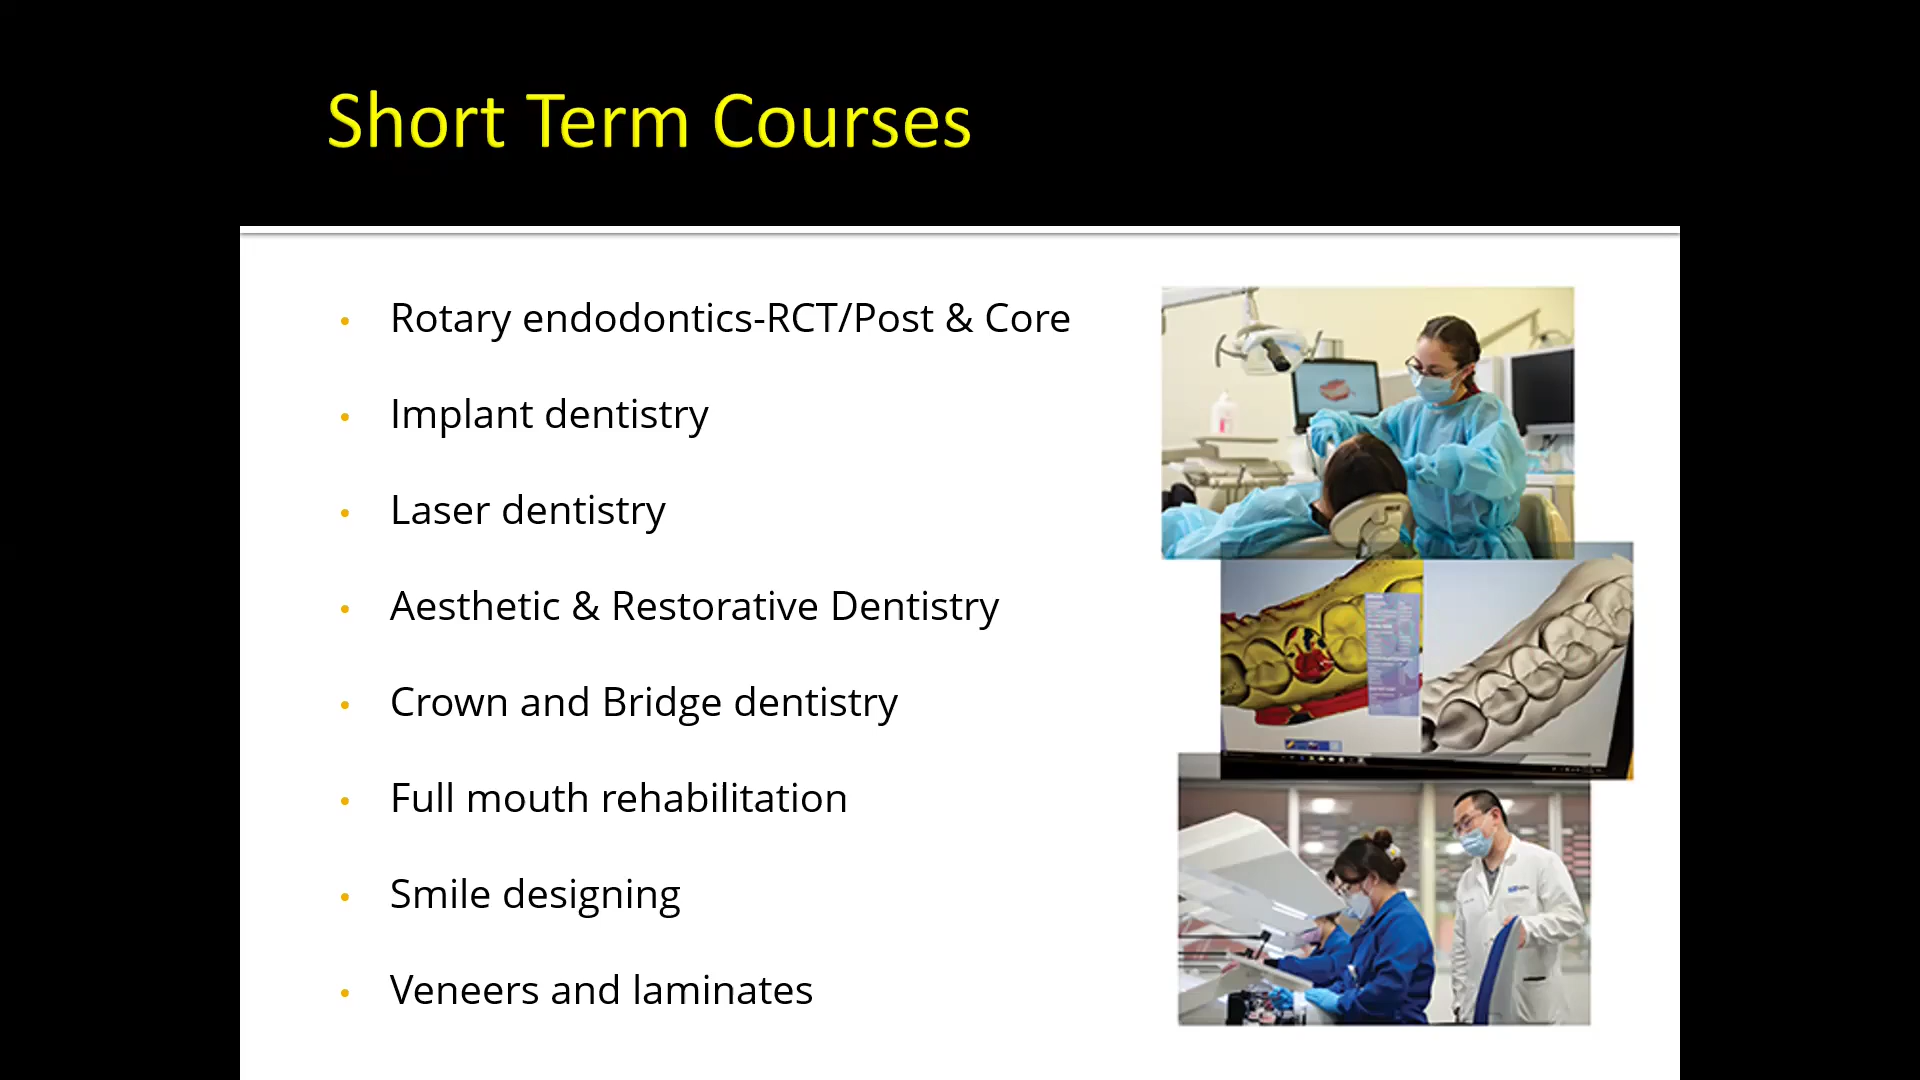 Short Term Courses
• Rotary endodontics-RCT/Post & Core
• Implant dentistry
• Laser dentistry
• Aesthetic & Restorative Dentistry
• Crown and Bridge dentistry
• Full mouth rehabilitation
• Smile designing
• Veneers and laminates